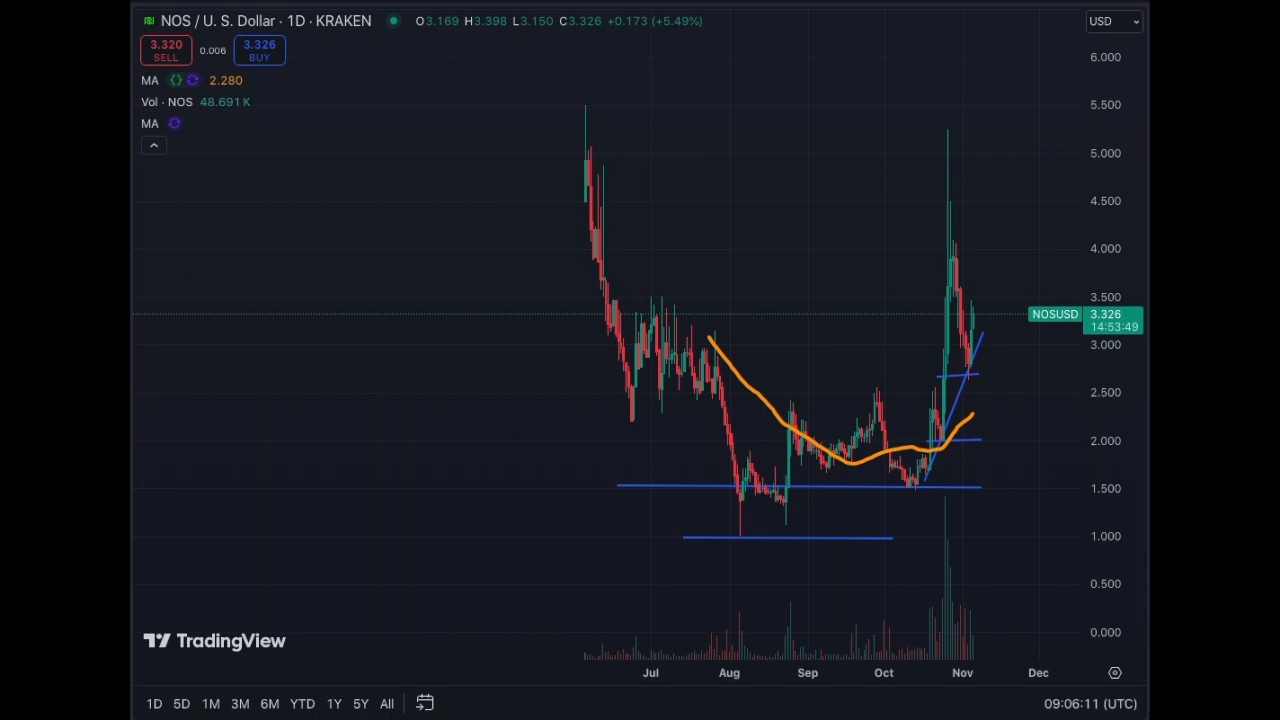 NOS / U. S. Dollar · 1D · KRAKEN O3.169 H3.398 L3.150 C3.326 +0.173 (+5.49%)
USD
3.320 0.006 3.326
SELL BUY
MA 2.280
Vol · NOS 48.691 K
MA
6.000
5.500
5.000
4.500
4.000
3.500
NOSUSD 3.326
14:53:49
3.000
2.500
2.000
1.500
1.000
0.500
0.000
TradingView
Jul Aug Sep Oct Nov Dec
1D 5D 1M 3M 6M YTD 1Y 5Y All 09:06:11 (UTC)